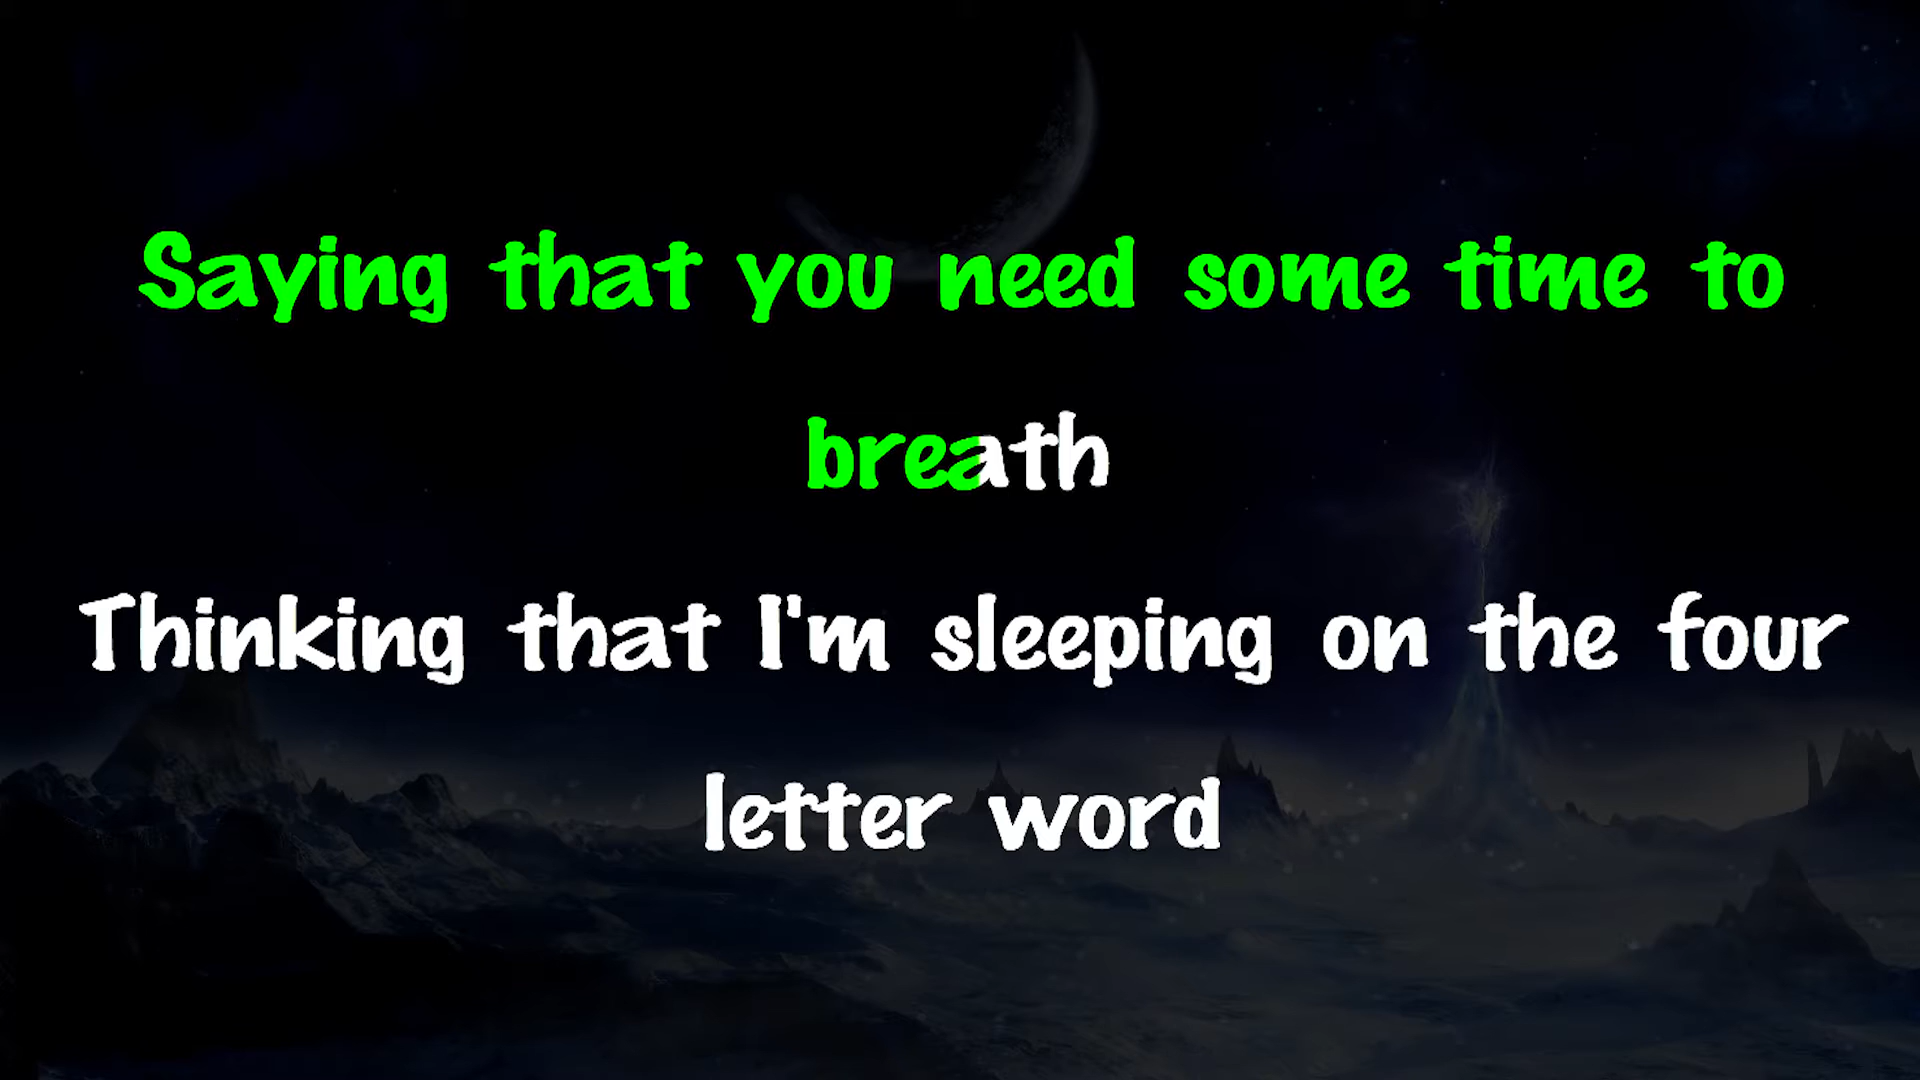 Saying that you need some time to
breath
Thinking that I'm sleeping on the four
letter word